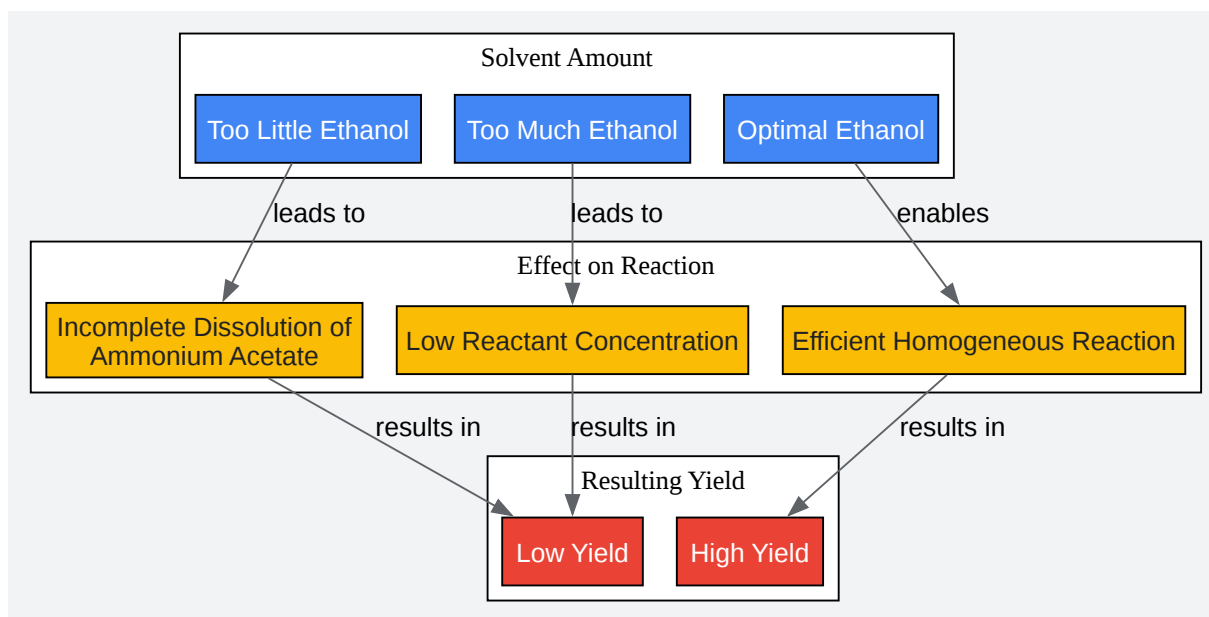 Solvent Amount
Too Little Ethanol
Too Much Ethanol
Optimal Ethanol
leads to
leads to
enables
Effect on Reaction
Incomplete Dissolution of
Ammonium Acetate
Low Reactant Concentration
Efficient Homogeneous Reaction
results in
results in
results in
Resulting Yield
Low Yield
High Yield